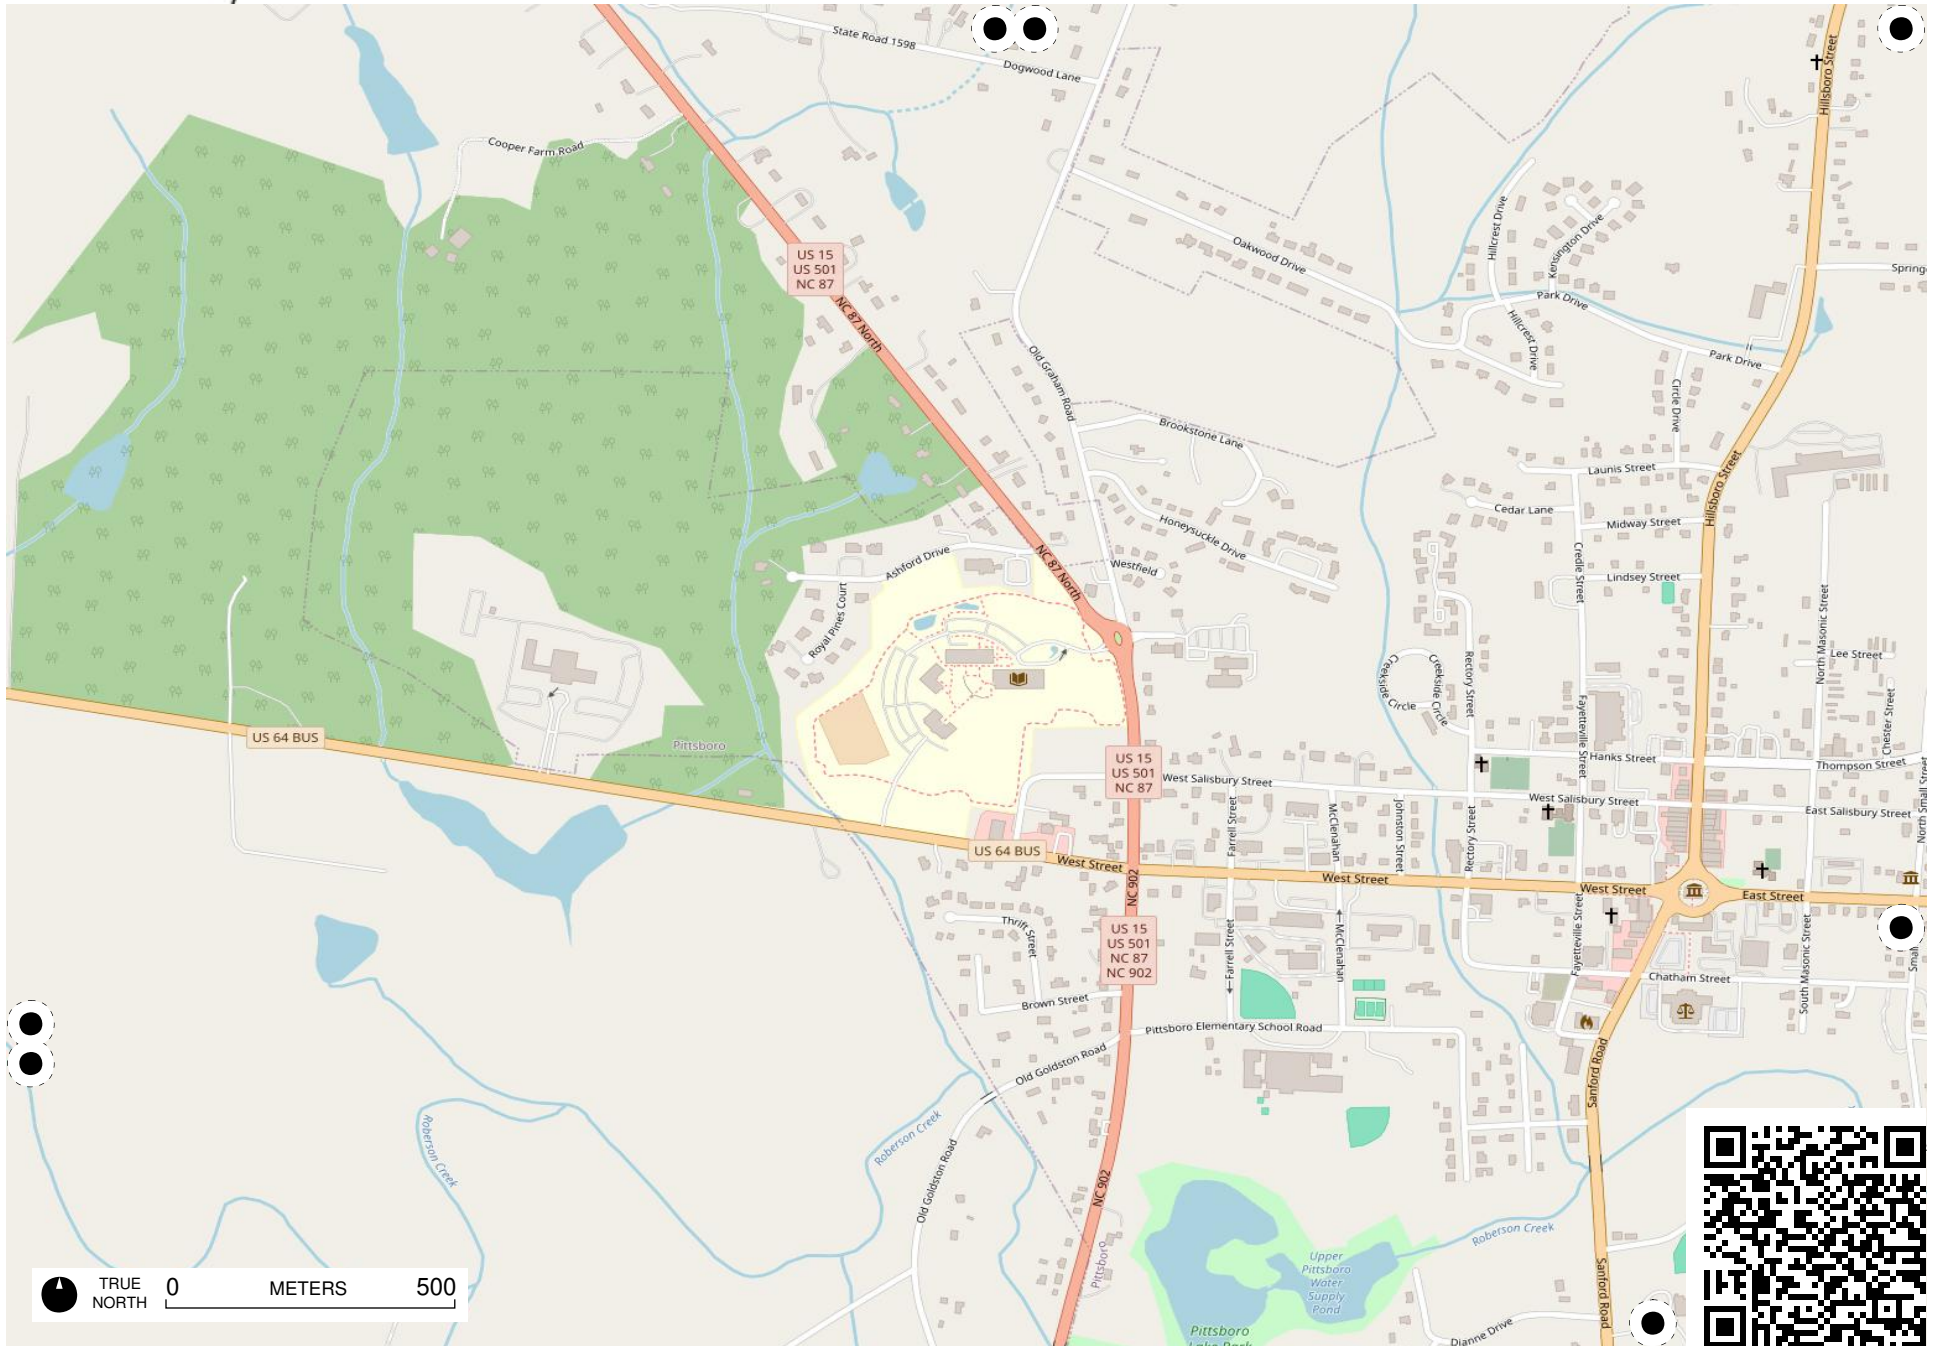 State Road 1598
Dogwood Lane
Hillsboro Street
Cooper Farm Road
Hillcrest Drive
Kensington Drive
Oakwood Drive
US 15
US 501
NC 87
NC 87 North
Spring
Park Drive
Hillcrest Drive
Park Drive
Old Graham Road
Circle Drive
Brookstone Lane
Launis Street
Hillsboro Street
Cedar Lane
Midway Street
Honeysuckle Drive
Ashford Drive
NC 87 North
Westfield
Credle Street
Lindsey Street
Royal Pines Court
North Masonic Street
Lee Street
Creekside Circle
Creekside Circle
Rectory Street
Fayetteville Street
Chester Street
US 64 BUS
Pittsboro
US 15
US 501
NC 87
West Salisbury Street
Hanks Street
Thompson Street
West Salisbury Street
East Salisbury Street
North Small Street
Farrell Street
McClenahan
Johnston Street
Rectory Street
US 64 BUS
West Street
West Street
West Street
East Street
NC 902
Thrift Street
US 15
US 501
NC 87
NC 902
Farrell Street
McClenahan
Fayetteville Street
South Masonic Street
Small
Chatham Street
Brown Street
Pittsboro Elementary School Road
Old Goldston Road
Sanford Road
Roberson Creek
Roberson Creek
Old Goldston Road
NC 902
Pittsboro
Roberson Creek
Upper
Pittsboro
Water
Supply
Pond
Sanford Road
Pittsboro
Lake Park
Dianne Drive
TRUE
NORTH
0 METERS 500